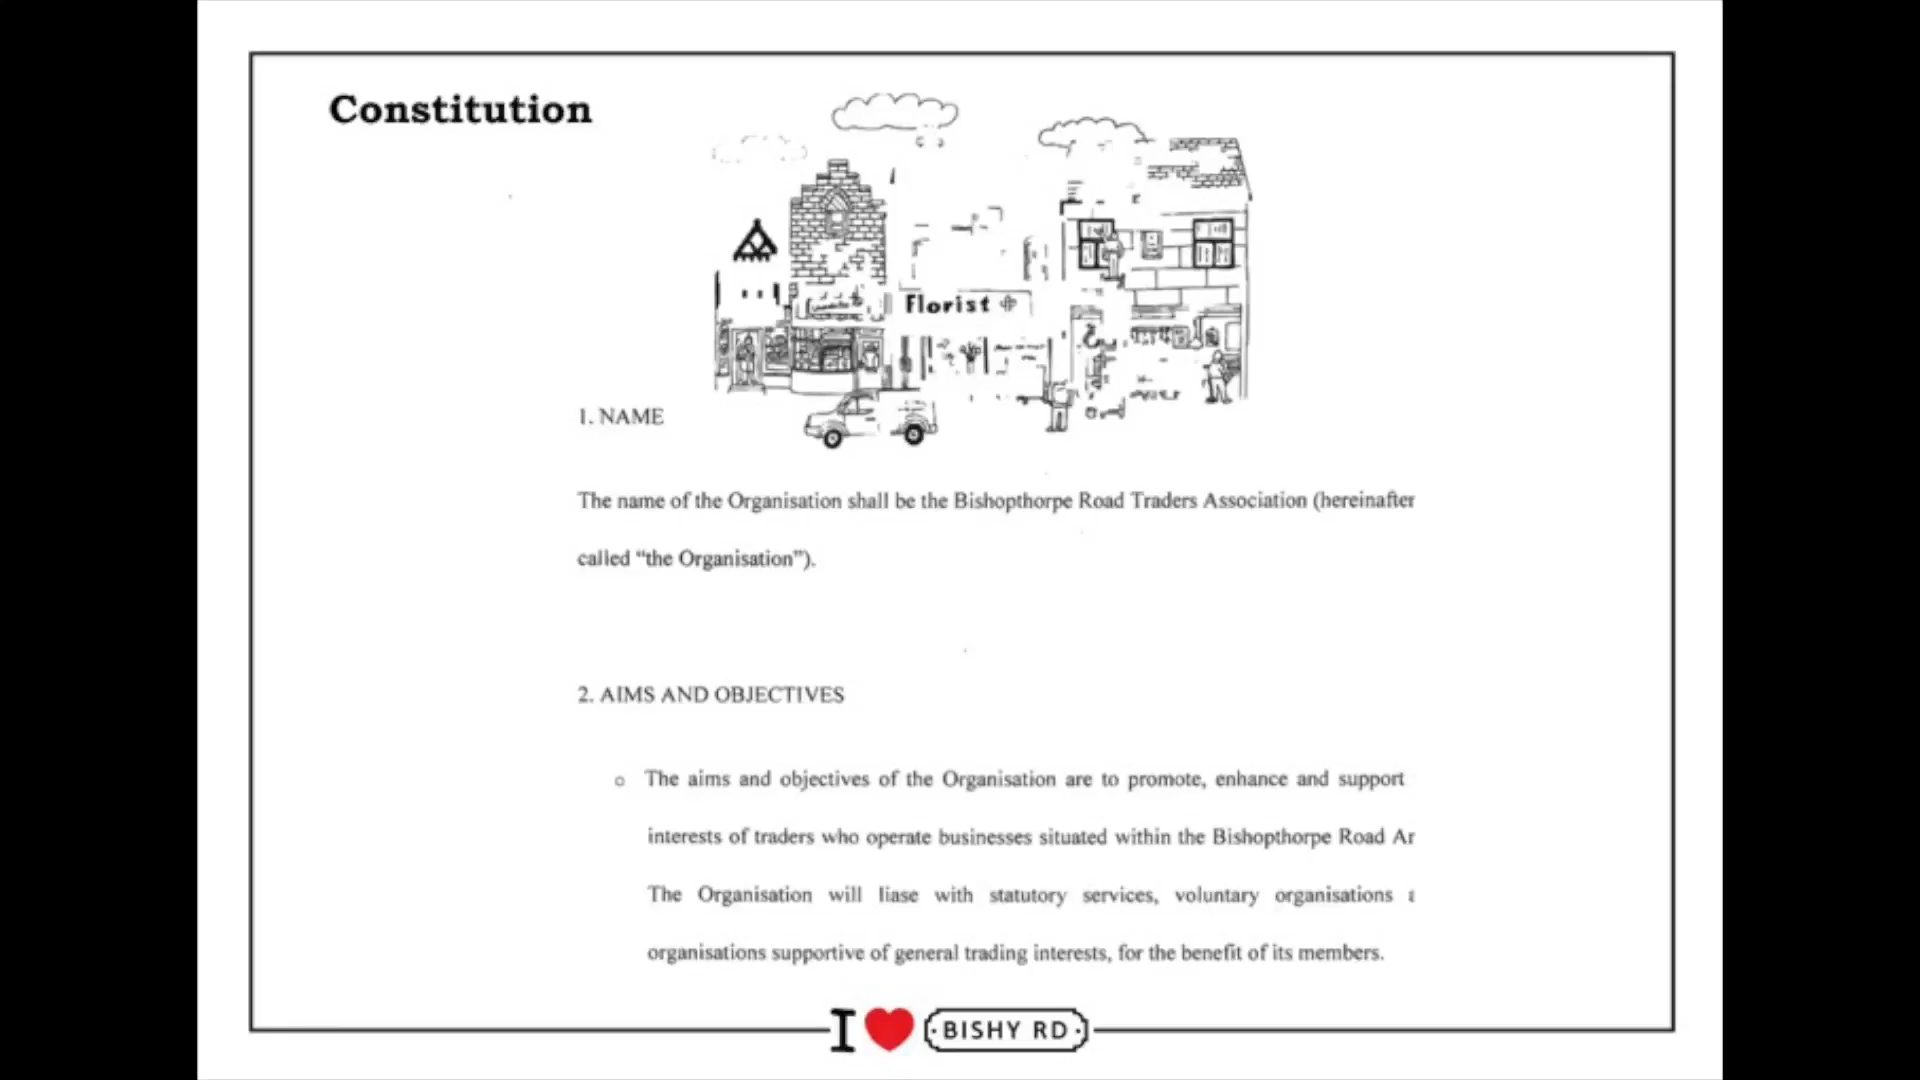 Constitution
Florist
1. NAME
The name of the Organisation shall be the Bishopthorpe Road Traders Association (hereinafter
called “the Organisation”).
2. AIMS AND OBJECTIVES
o The aims and objectives of the Organisation are to promote, enhance and support
interests of traders who operate businesses situated within the Bishopthorpe Road Ar
The Organisation will liase with statutory services, voluntary organisations
organisations supportive of general trading interests, for the benefit of its members.
I ❤ BISHY RD